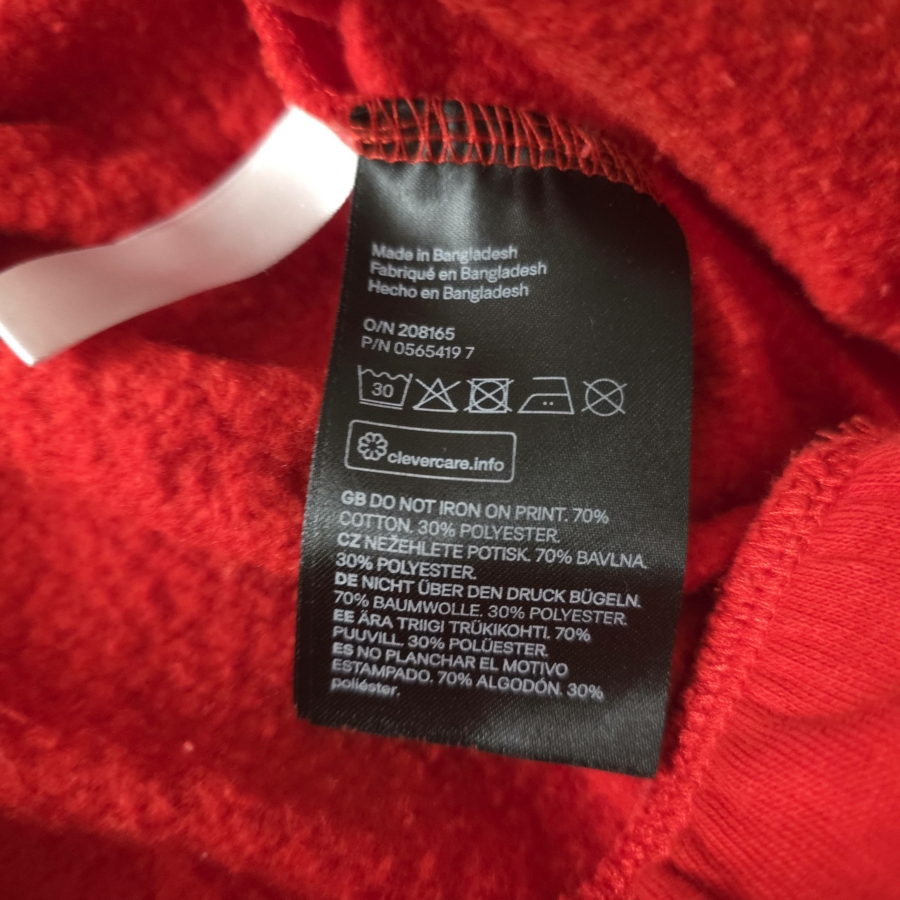 Made in Bangladesh
Fabriqué en Bangladesh
Hecho en Bangladesh
O/N 208165
P/N 0565419 7
30
clevercare.info
GB DO NOT IRON ON PRINT. 70%
COTTON. 30% POLYESTER.
CZ NEŽEHLETE POTISK. 70% BAVLNA.
30% POLYESTER.
DE NICHT ÜBER DEN DRUCK BÜGELN.
70% BAUMWOLLE. 30% POLYESTER.
EE ÄRA TRIIGI TRÜKIKOHTI. 70%
PUUVILL. 30% POLÜESTER.
ES NO PLANCHAR EL MOTIVO
ESTAMPADO. 70% ALGODÓN. 30%
poliéster.